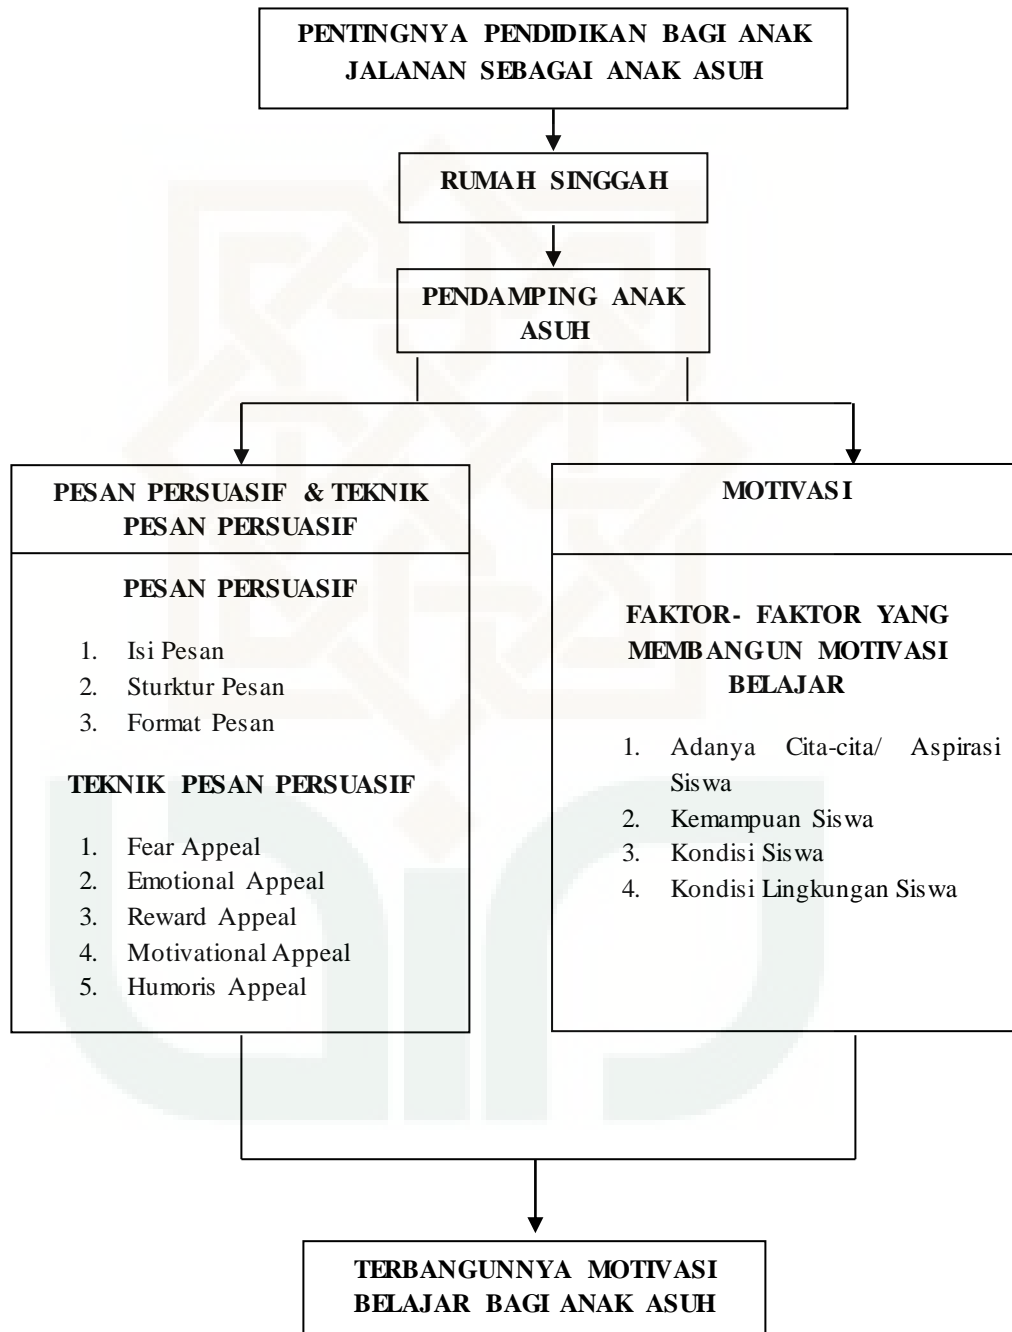 PENTINGNYA PENDIDIKAN BAGI ANAK
JALANAN SEBAGAI ANAK ASUH
RUMAH SINGGAH
PENDAMPING ANAK
ASUH
PESAN PERSUASIF & TEKNIK
PESAN PERSUASIF
PESAN PERSUASIF
1. Isi Pesan
2. Sturktur Pesan
3. Format Pesan
TEKNIK PESAN PERSUASIF
1. Fear Appeal
2. Emotional Appeal
3. Reward Appeal
4. Motivational Appeal
5. Humoris Appeal
MOTIVASI
FAKTOR- FAKTOR YANG
MEMBANGUN MOTIVASI
BELAJAR
1. Adanya Cita-cita/ Aspirasi
Siswa
2. Kemampuan Siswa
3. Kondisi Siswa
4. Kondisi Lingkungan Siswa
TERBANGUNNYA MOTIVASI
BELAJAR BAGI ANAK ASUH